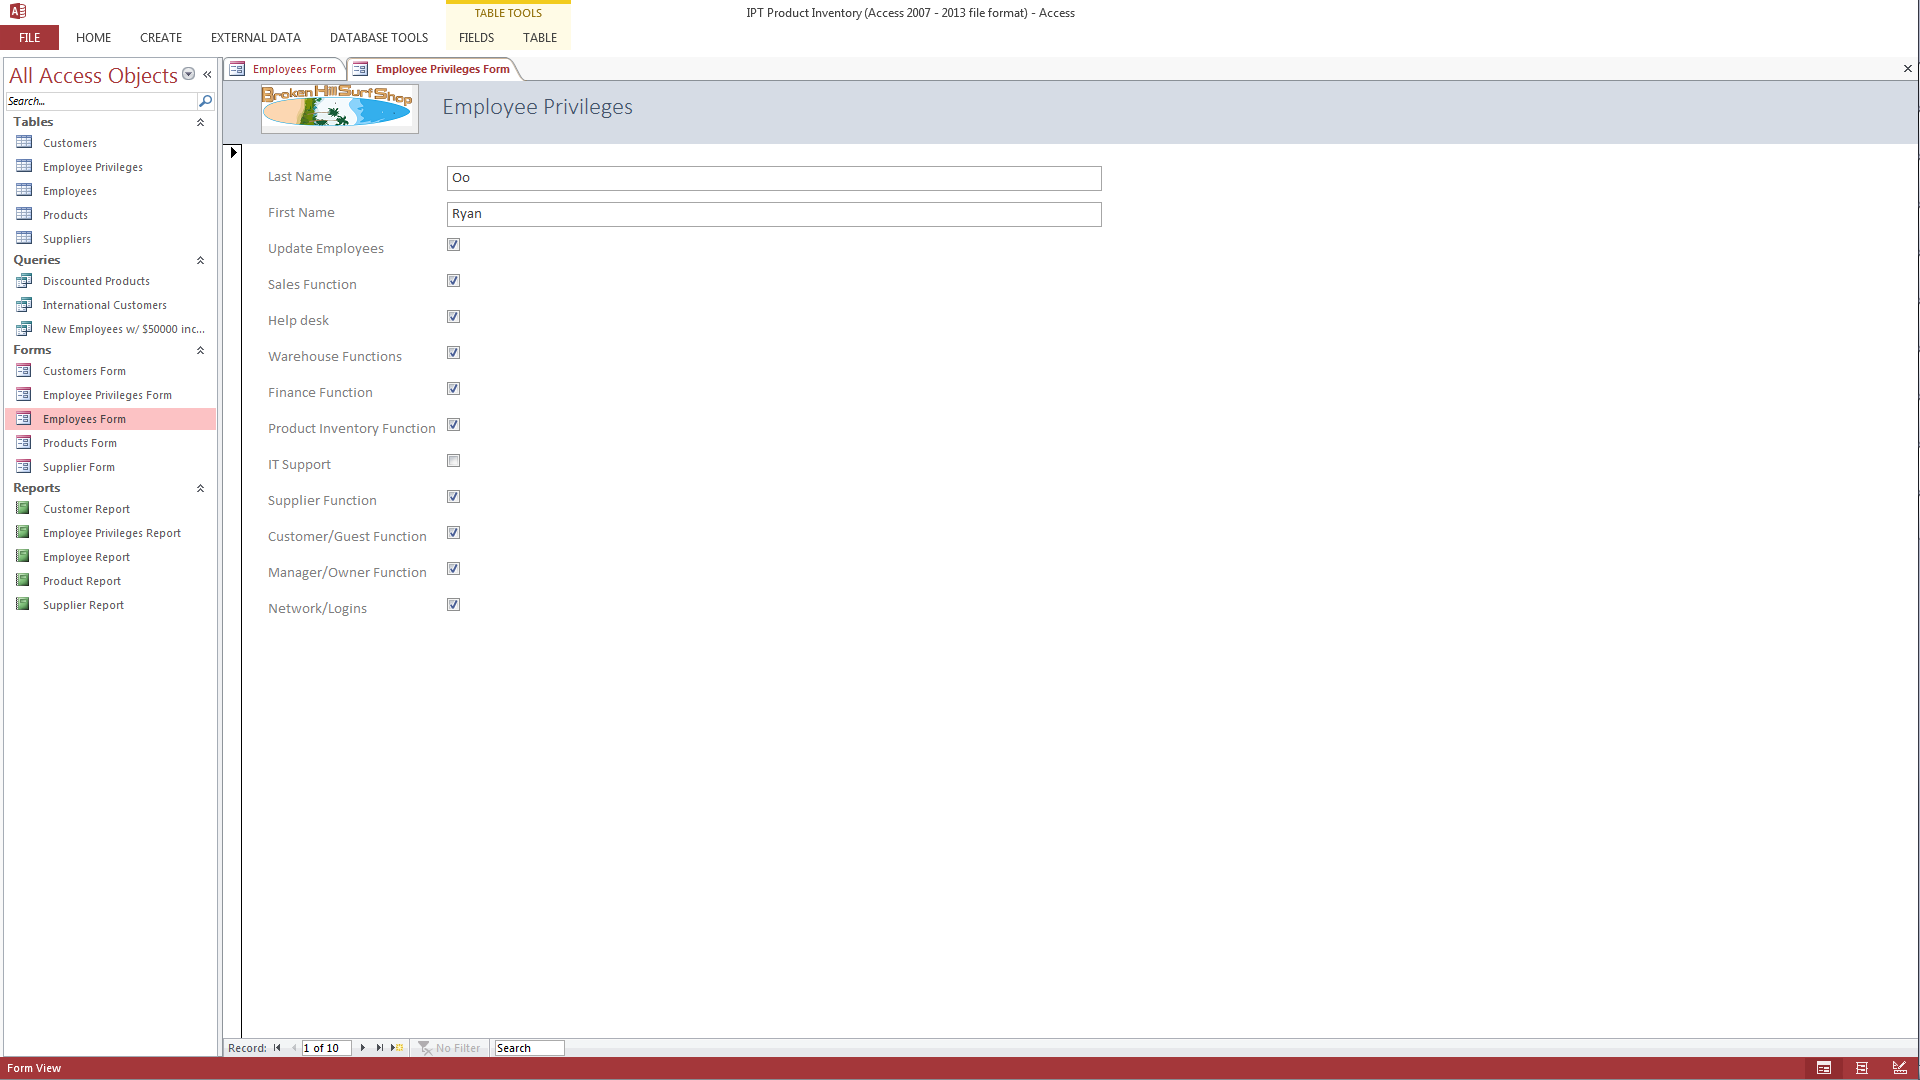 TABLE TOOLS
IPT Product Inventory (Access 2007 - 2013 file format) - Access
FILE HOME CREATE EXTERNAL DATA DATABASE TOOLS FIELDS TABLE
All Access Objects
Search...
Tables
Customers
Employee Privileges
Employees
Products
Suppliers
Queries
Discounted Products
International Customers
New Employees w/ $50000 inc...
Forms
Customers Form
Employee Privileges Form
Employees Form
Products Form
Supplier Form
Reports
Customer Report
Employee Privileges Report
Employee Report
Product Report
Supplier Report
Employees Form Employee Privileges Form
Broken Hill Surf Shop
Employee Privileges
Last Name Oo
First Name Ryan
Update Employees
Sales Function
Help desk
Warehouse Functions
Finance Function
Product Inventory Function
IT Support
Supplier Function
Customer/Guest Function
Manager/Owner Function
Network/Logins
Record: 1 of 10 No Filter Search
Form View